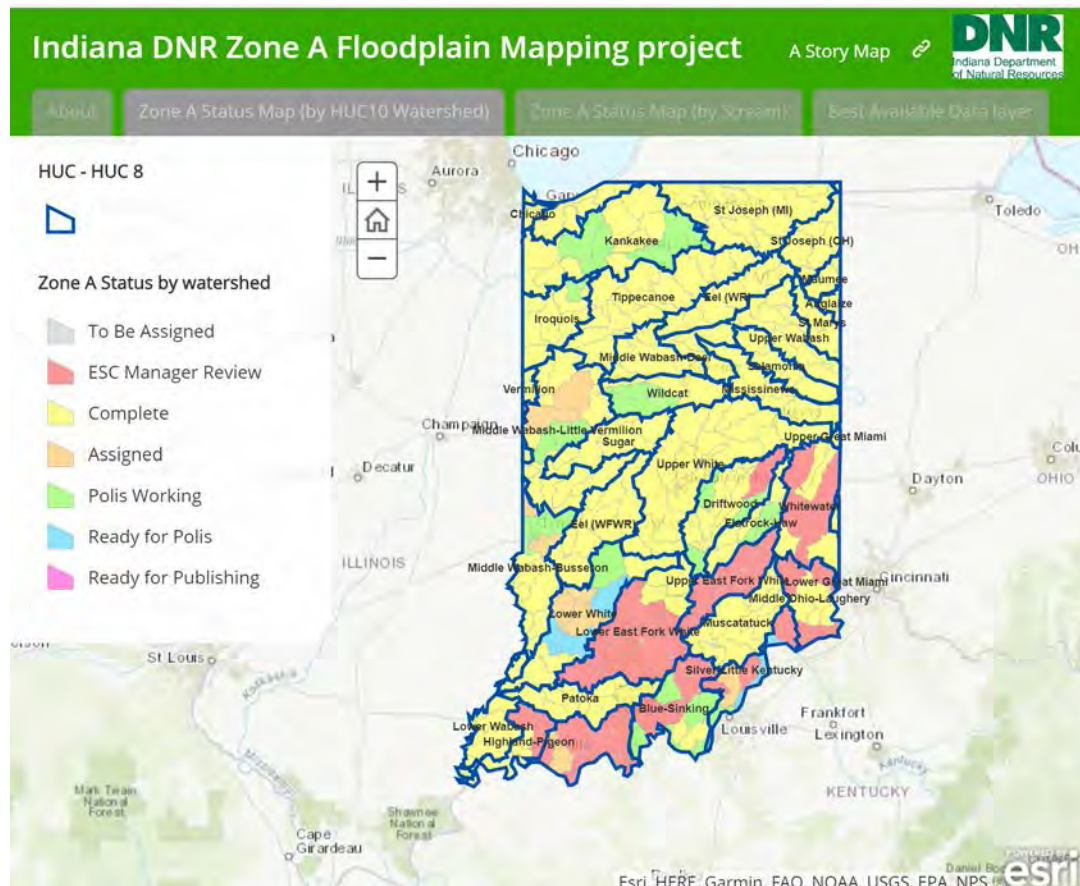 Indiana DNR Zone A Floodplain Mapping project
A Story Map
DNR
Indiana Department
of Natural Resources
About
Zone A Status Map (by HUC10 Watershed)
Zone A Status Map (by Stream)
Best Available Data layer
HUC - HUC 8
Zone A Status by watershed
To Be Assigned
ESC Manager Review
Complete
Assigned
Polis Working
Ready for Polis
Ready for Publishing
+
−
Chicago
Aurora
Toledo
Chicago
St Joseph (MI)
Kankakee
St Joseph (OH)
OH
Maumee
Tippecanoe
Eel (WR)
Auglaize
Iroquois
St Marys
Upper Wabash
Middle Wabash-Deer
Salamonie
Vermilion
Wildcat
Mississinewa
Champaign
Middle Wabash-Little Vermilion
Sugar
Upper Great Miami
Decatur
Upper White
Dayton
OHIO
Driftwood
Whitewater
Eel (WFWR)
Flatrock-Haw
ILLINOIS
Middle Wabash-Busseron
Upper East Fork White
Lower Great Miami
Cincinnati
Middle Ohio-Laughery
Lower White
Muscatatuck
Lower East Fork White
St Louis
Kaskaskia
Silver-Little Kentucky
Patoka
Blue-Sinking
Frankfort
Louisville
Lexington
Lower Wabash
Highland-Pigeon
Mississippi
Kentucky
KENTUCKY
Mark Twain
National
Forest
Shawnee
National
Forest
Cape
Girardeau
Daniel Boo
POWERED BY
esri
Esri, HERE, Garmin, FAO, NOAA, USGS, EPA, NPS